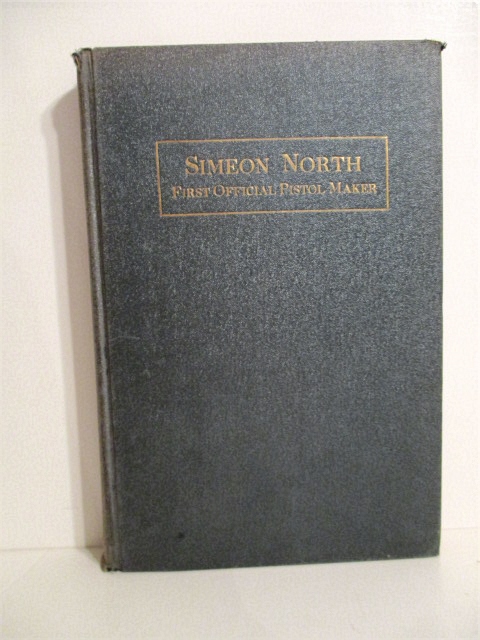 SIMEON NORTH
FIRST OFFICIAL PISTOL MAKER